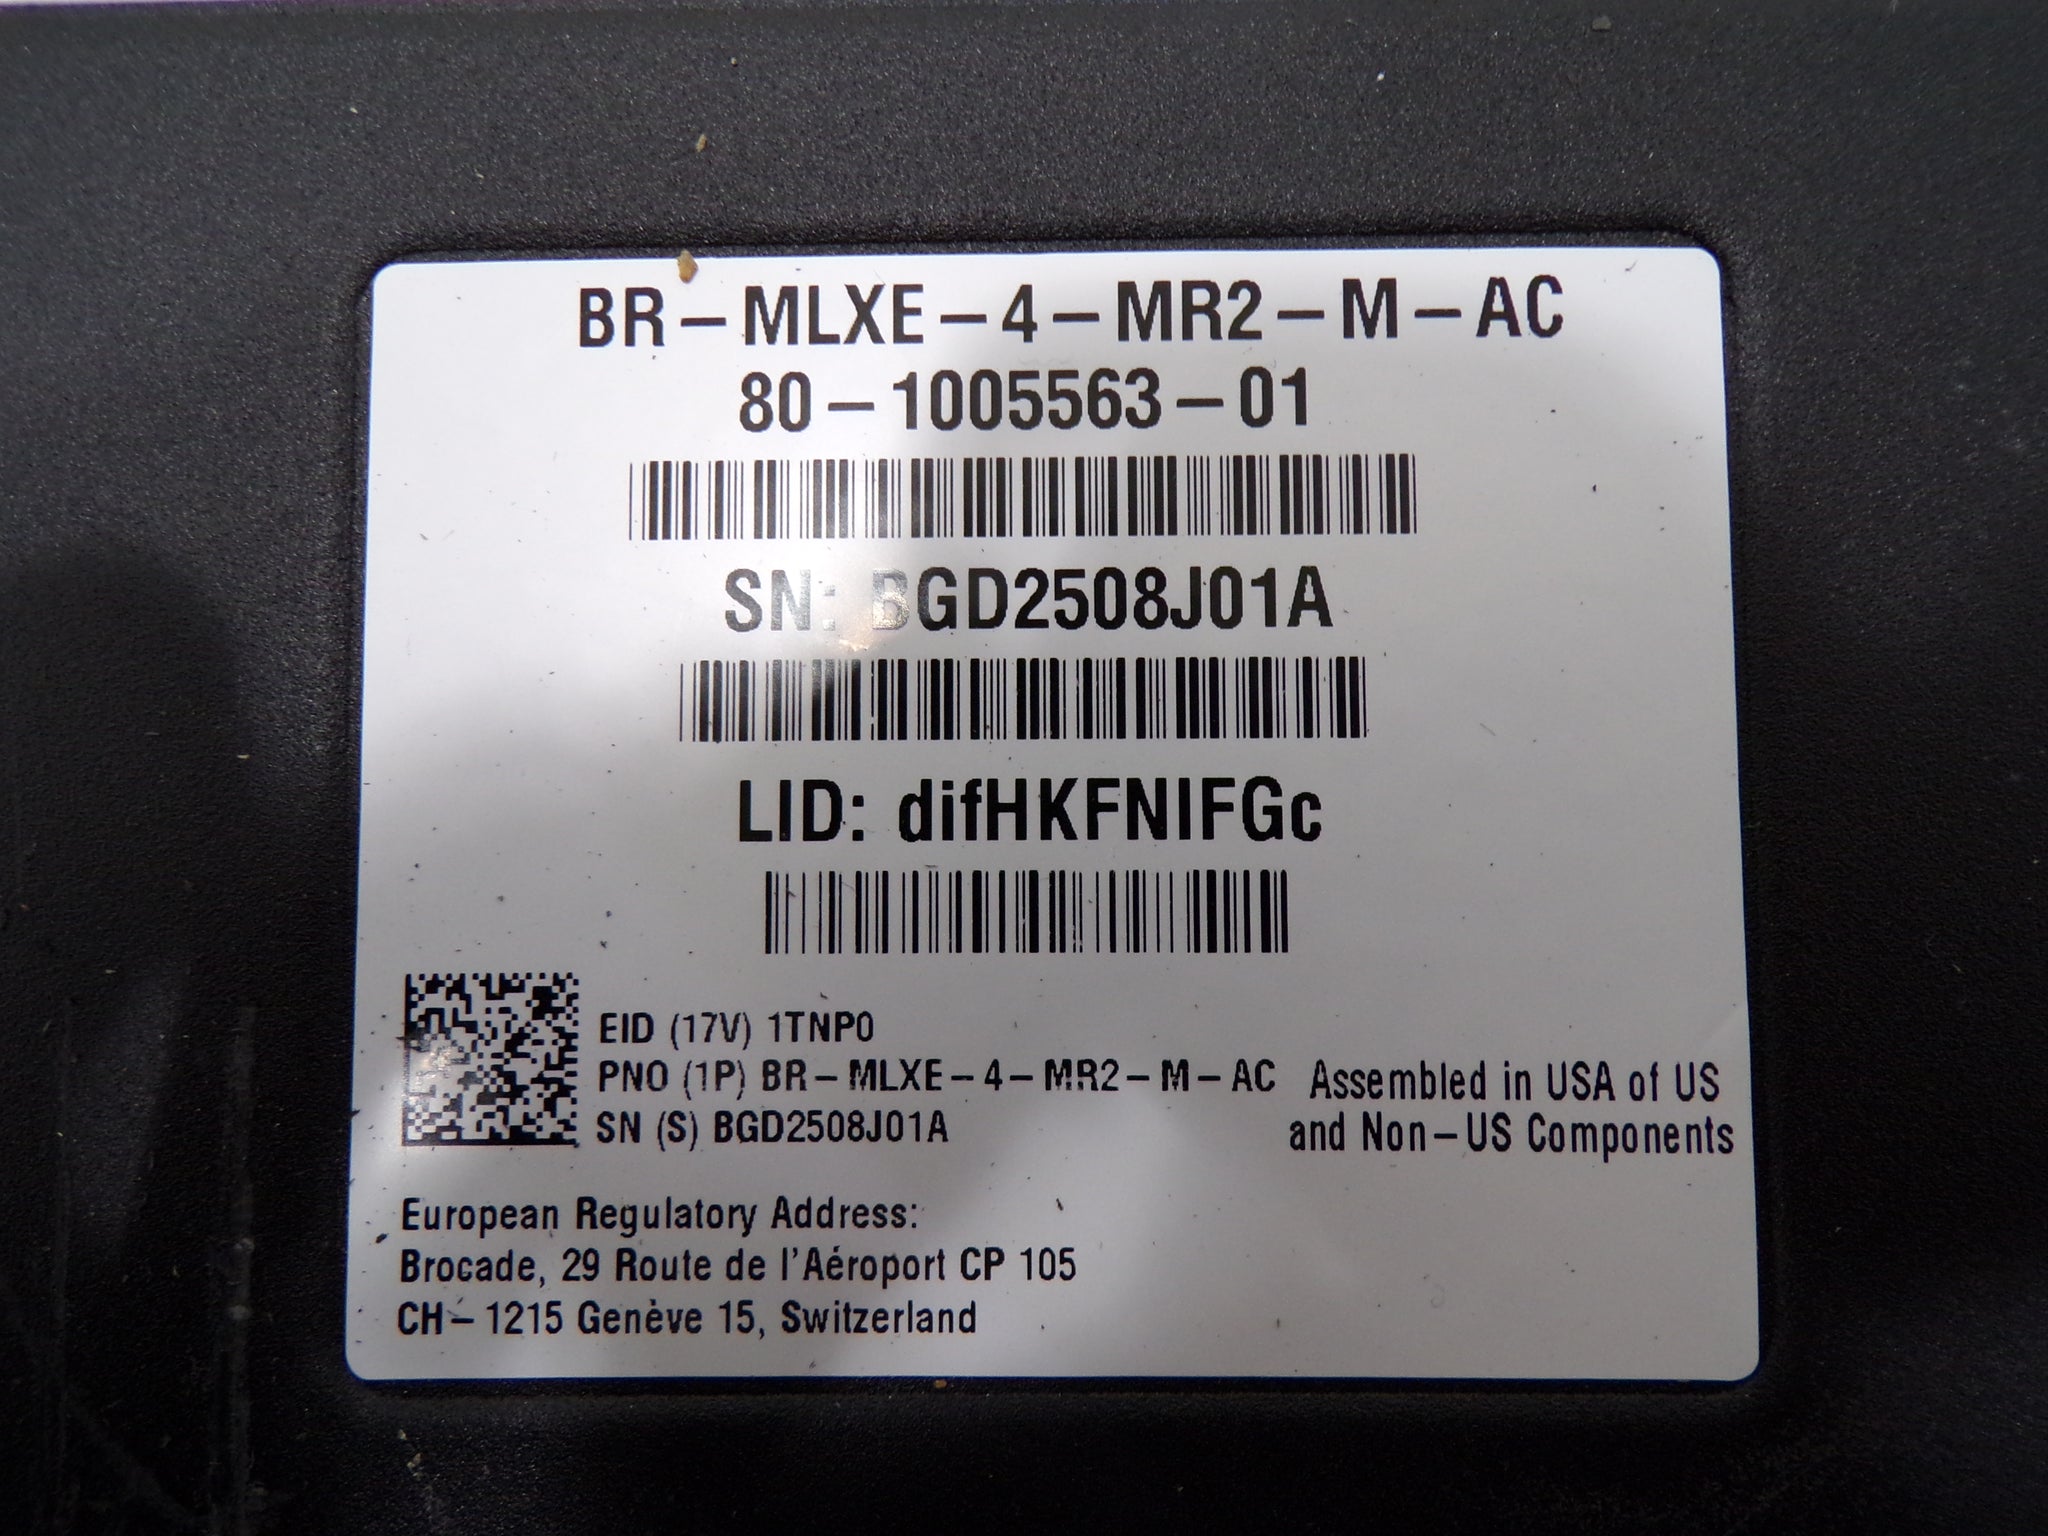 BR-MLXE-4-MR2-M-AC
80-1005563-01
SN: BGD2508J01A
LID: difHKFNIFGc
EID (17V) 1TNP0
PNO (1P) BR-MLXE-4-MR2-M-AC
SN (S) BGD2508J01A
Assembled in USA of US
and Non-US Components
European Regulatory Address:
Brocade, 29 Route de l'Aéroport CP 105
CH-1215 Genève 15, Switzerland